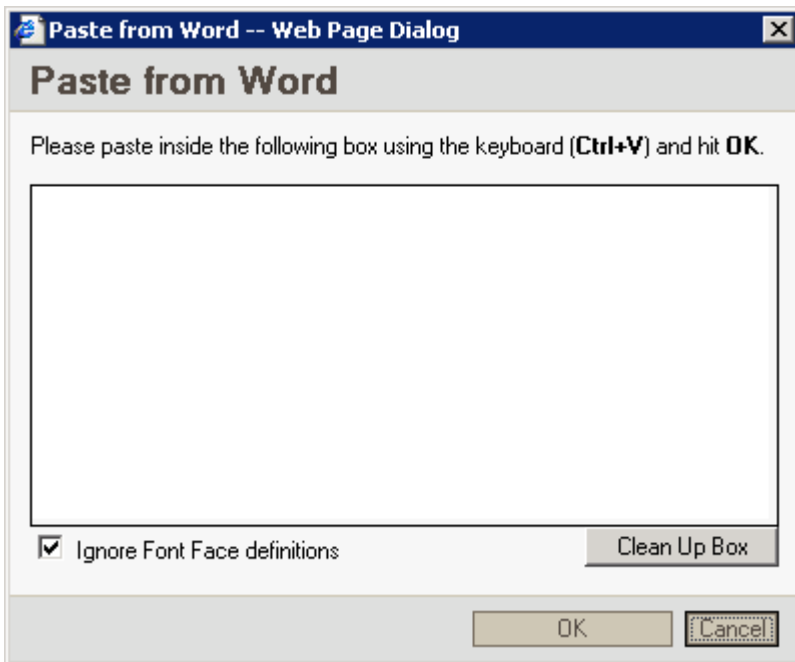 Paste from Word -- Web Page Dialog
Paste from Word
Please paste inside the following box using the keyboard (Ctrl+V) and hit OK.
Ignore Font Face definitions
Clean Up Box
OK
Cancel